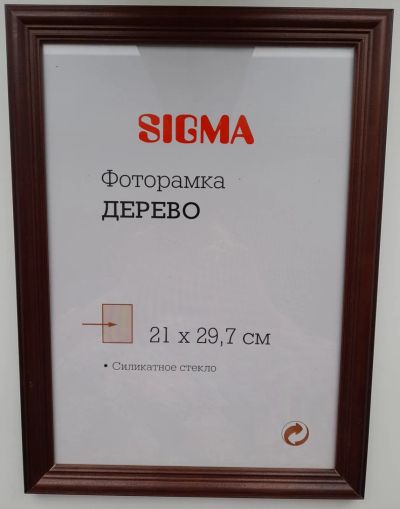 SIGMA
Фоторамка
ДЕРЕВО
21 x 29,7 см
• Силикатное стекло